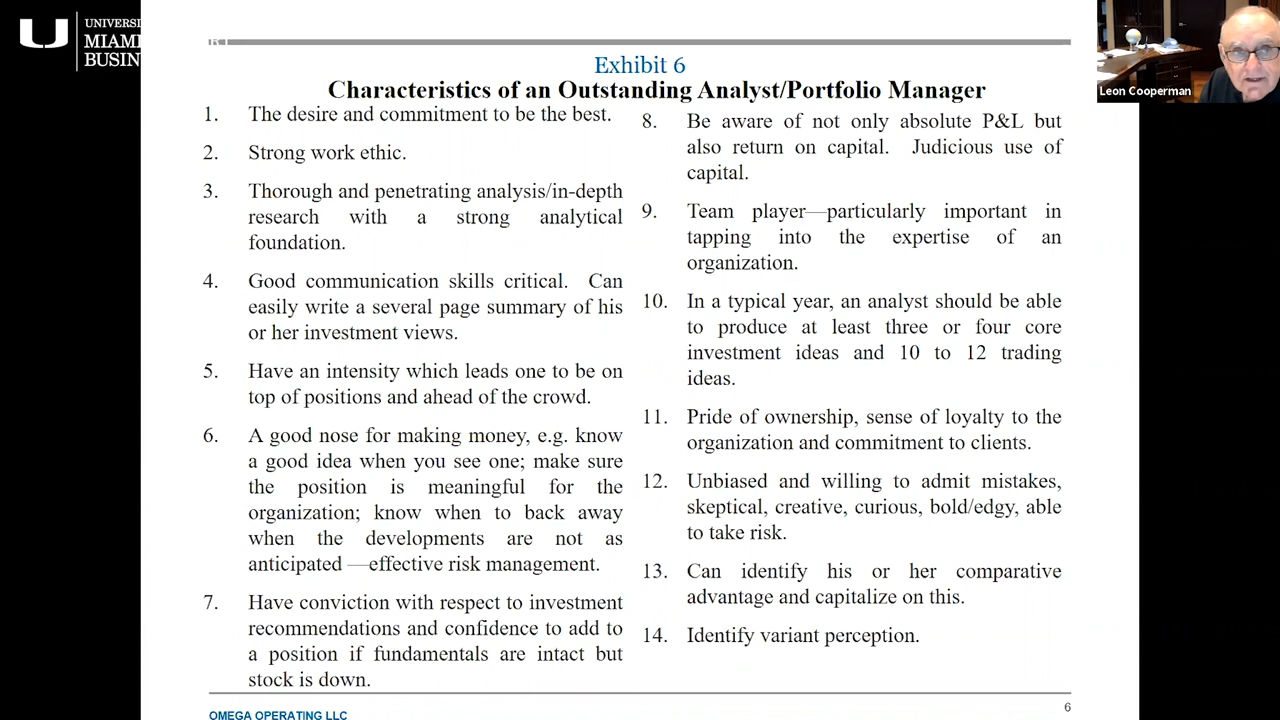 UNIVERSI
MIAMI
BUSIN
Leon Cooperman
Exhibit 6
Characteristics of an Outstanding Analyst/Portfolio Manager
1. The desire and commitment to be the best.
2. Strong work ethic.
3. Thorough and penetrating analysis/in-depth
research with a strong analytical
foundation.
4. Good communication skills critical. Can
easily write a several page summary of his
or her investment views.
5. Have an intensity which leads one to be on
top of positions and ahead of the crowd.
6. A good nose for making money, e.g. know
a good idea when you see one; make sure
the position is meaningful for the
organization; know when to back away
when the developments are not as
anticipated —effective risk management.
7. Have conviction with respect to investment
recommendations and confidence to add to
a position if fundamentals are intact but
stock is down.
8. Be aware of not only absolute P&L but
also return on capital. Judicious use of
capital.
9. Team player—particularly important in
tapping into the expertise of an
organization.
10. In a typical year, an analyst should be able
to produce at least three or four core
investment ideas and 10 to 12 trading
ideas.
11. Pride of ownership, sense of loyalty to the
organization and commitment to clients.
12. Unbiased and willing to admit mistakes,
skeptical, creative, curious, bold/edgy, able
to take risk.
13. Can identify his or her comparative
advantage and capitalize on this.
14. Identify variant perception.
OMEGA OPERATING LLC
6